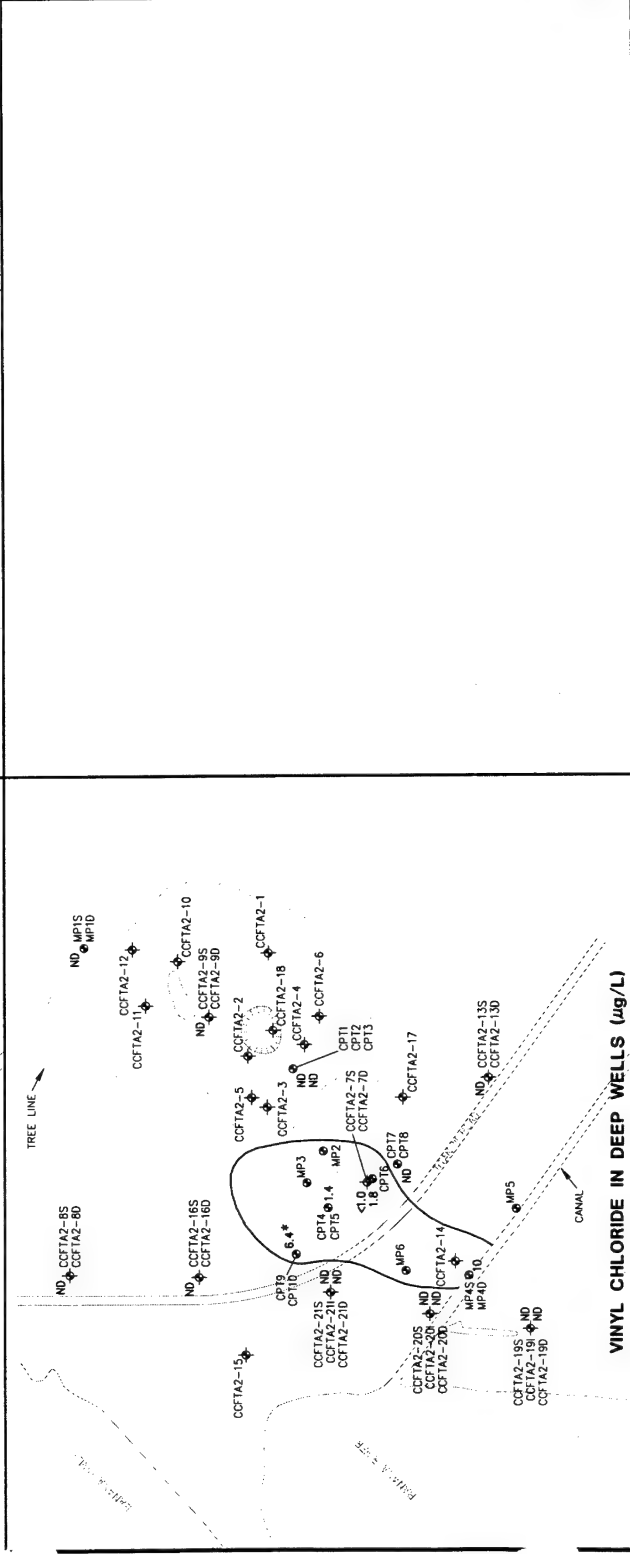 TREE LINE
ND
MP1S
MP1D
CCFTA2-12
CCFTA2-11
CCFTA2-10
ND
CCFTA2-9S
CCFTA2-9D
CCFTA2-8S
CCFTA2-8D
ND
CCFTA2-16S
CCFTA2-16D
ND
CCFTA2-2
CCFTA2-1
CCFTA2-18
CCFTA2-4
CCFTA2-6
CCFTA2-5
CCFTA2-3
CPT1
CPT2
CPT3
ND
ND
CCFTA2-15
MP3
MP2
CPT4
CPT5
1.4
CPT9
CPT10
6.4*
CCFTA2-7S
CCFTA2-7D
<1.0
1.8
CPT6
CPT7
CPT8
ND
CCFTA2-17
CCFTA2-21S
CCFTA2-21I
CCFTA2-21D
ND
ND
MP6
CCFTA2-14
MP4S
MP4D
10
CCFTA2-13S
CCFTA2-13D
ND
CCFTA2-20S
CCFTA2-20I
CCFTA2-20D
ND
ND
MP5
CANAL
CCFTA2-19S
CCFTA2-19I
CCFTA2-19D
ND
ND
VINYL CHLORIDE IN DEEP WELLS (µg/L)